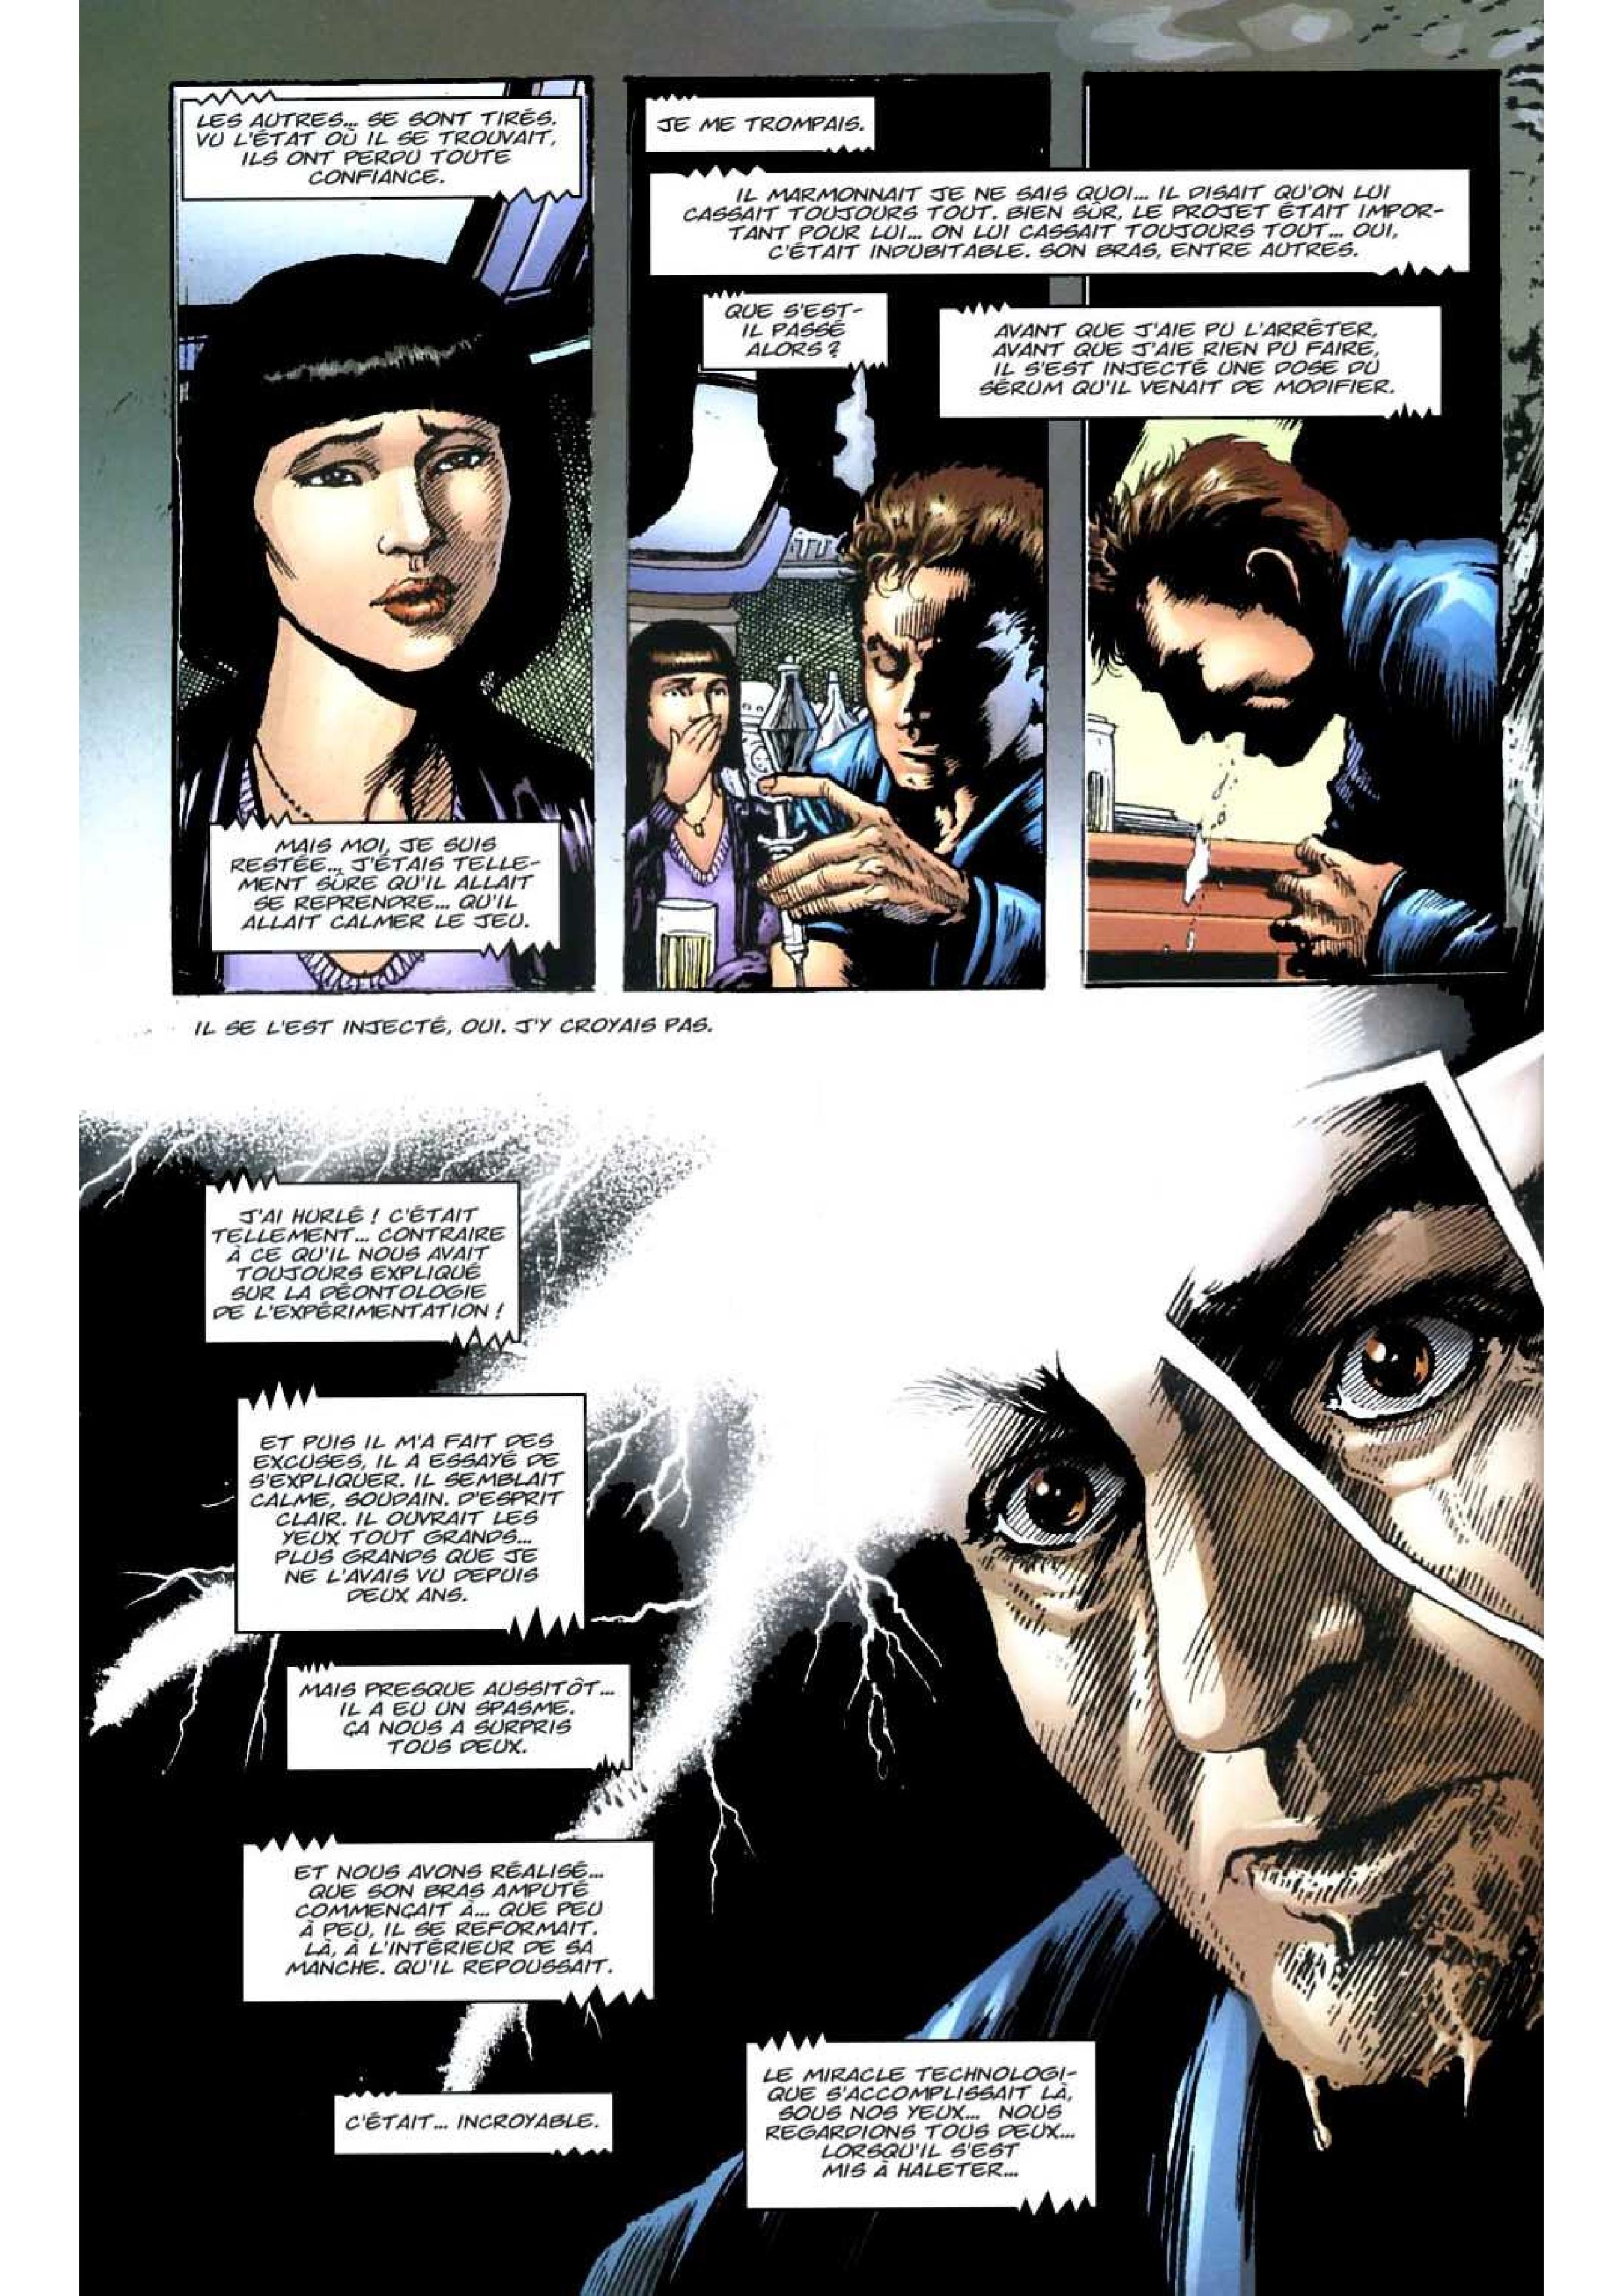 LES AUTRES... SE SONT TIRÉS.
VU L'ÉTAT OÙ IL SE TROUVAIT,
ILS ONT PERDU TOUTE
CONFIANCE.
MAIS MOI, JE SUIS
RESTÉE... J'ÉTAIS TELLE-
MENT SÛRE QU'IL ALLAIT
SE REPRENDRE... QU'IL
ALLAIT CALMER LE JEU.
JE ME TROMPAIS.
IL MARMONNAIT JE NE SAIS QUOI... IL DISAIT QU'ON LUI
CASSAIT TOUJOURS TOUT. BIEN SÛR, LE PROJET ÉTAIT IMPOR-
TANT POUR LUI... ON LUI CASSAIT TOUJOURS TOUT... OUI,
C'ÉTAIT INDUBITABLE. SON BRAS, ENTRE AUTRES.
QUE S'EST-
IL PASSÉ
ALORS ?
AVANT QUE J'AIE PU L'ARRÊTER,
AVANT QUE J'AIE RIEN PU FAIRE,
IL S'EST INJECTÉ UNE DOSE DU
SÉRUM QU'IL VENAIT DE MODIFIER.
IL SE L'EST INJECTÉ, OUI. J'Y CROYAIS PAS.
J'AI HURLÉ ! C'ÉTAIT
TELLEMENT... CONTRAIRE
À CE QU'IL NOUS AVAIT
TOUJOURS EXPLIQUÉ
SUR LA DÉONTOLOGIE
DE L'EXPÉRIMENTATION !
ET PUIS IL M'A FAIT DES
EXCUSES, IL A ESSAYÉ DE
S'EXPLIQUER. IL SEMBLAIT
CALME, SOUDAIN. D'ESPRIT
CLAIR. IL OUVRAIT LES
YEUX TOUT GRANDS...
PLUS GRANDS QUE JE
NE L'AVAIS VU DEPUIS
DEUX ANS.
MAIS PRESQUE AUSSITÔT...
IL A EU UN SPASME.
ÇA NOUS A SURPRIS
TOUS DEUX.
ET NOUS AVONS RÉALISÉ...
QUE SON BRAS AMPUTÉ
COMMENÇAIT À... QUE PEU
À PEU, IL SE REFORMAIT.
LÀ, À L'INTÉRIEUR DE SA
MANCHE. QU'IL REPOUSSAIT.
C'ÉTAIT... INCROYABLE.
LE MIRACLE TECHNOLOGI-
QUE S'ACCOMPLISSAIT LÀ,
SOUS NOS YEUX... NOUS
REGARDIONS TOUS DEUX...
LORSQU'IL S'EST
MIS À HALETER...